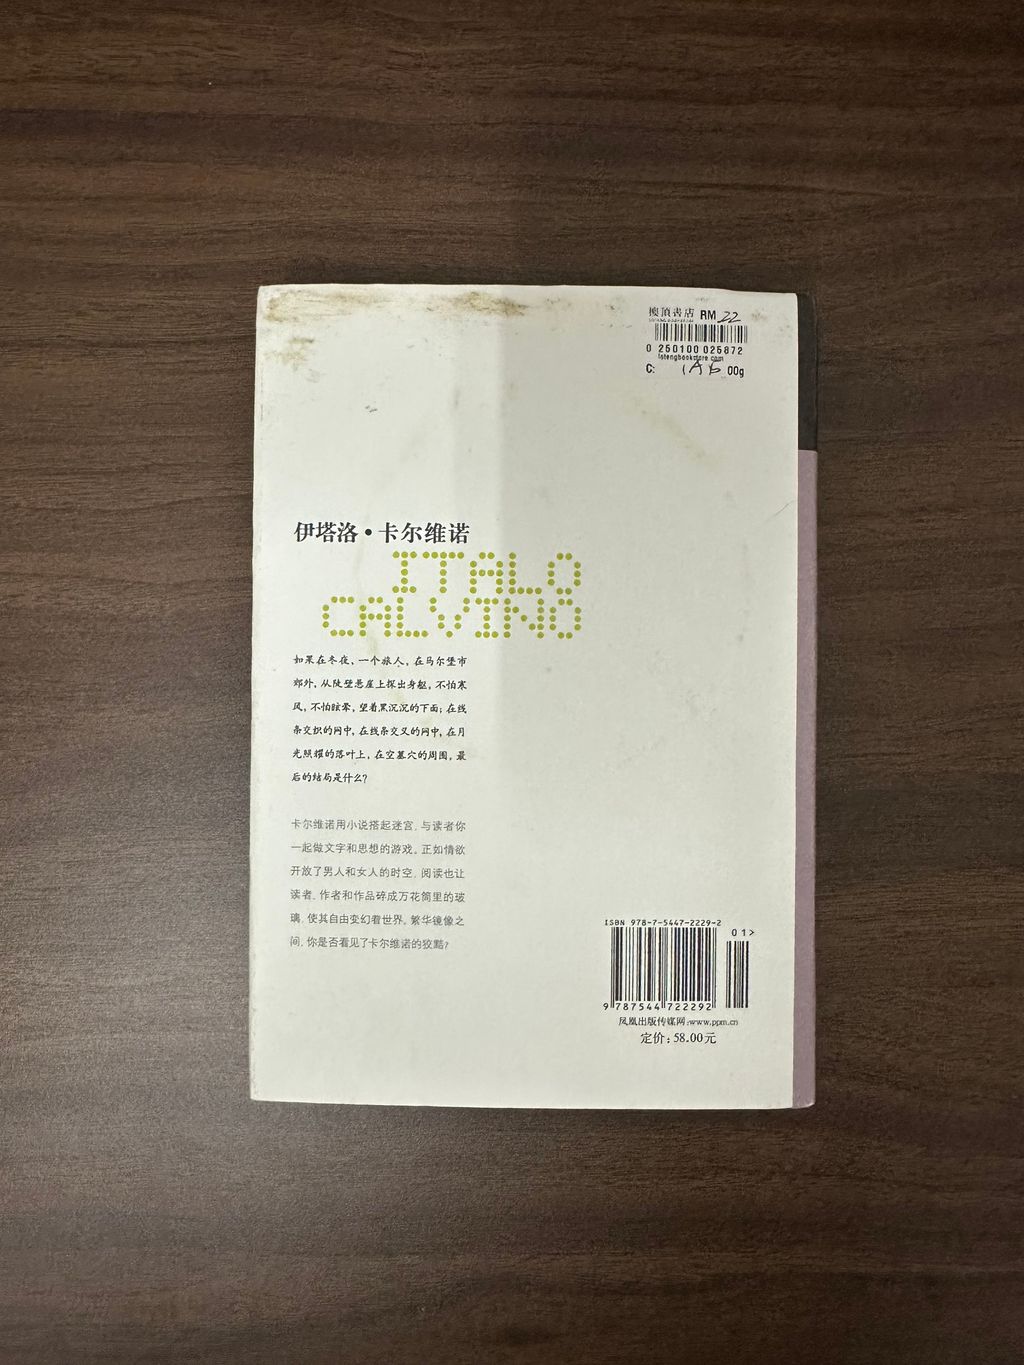 摟頂書店 RM 22
0 250100 025872
C: 1A6 00g
伊塔洛·卡尔维诺
ITALO
CALVINO
如果在冬夜，一个旅人，在马尔堡市
郊外，从陡壁悬崖上探出身躯，不怕寒
风，不怕眩晕，望着黑沉沉的下面；在线
条交织的网中，在线条交叉的网中，在月
光照耀的落叶上，在空墓穴的周围，最
后的结局是什么？
卡尔维诺用小说搭起迷宫，与读者你
一起做文字和思想的游戏。正如情欲
开放了男人和女人的时空，阅读也让
读者、作者和作品碎成万花筒里的玻
璃，使其自由变幻看世界。繁华镜像之
间，你是否看见了卡尔维诺的狡黠？
ISBN 978-7-5447-2229-2
01>
9 787544 722292
凤凰出版传媒网:www.ppm.cn
定价：58.00元